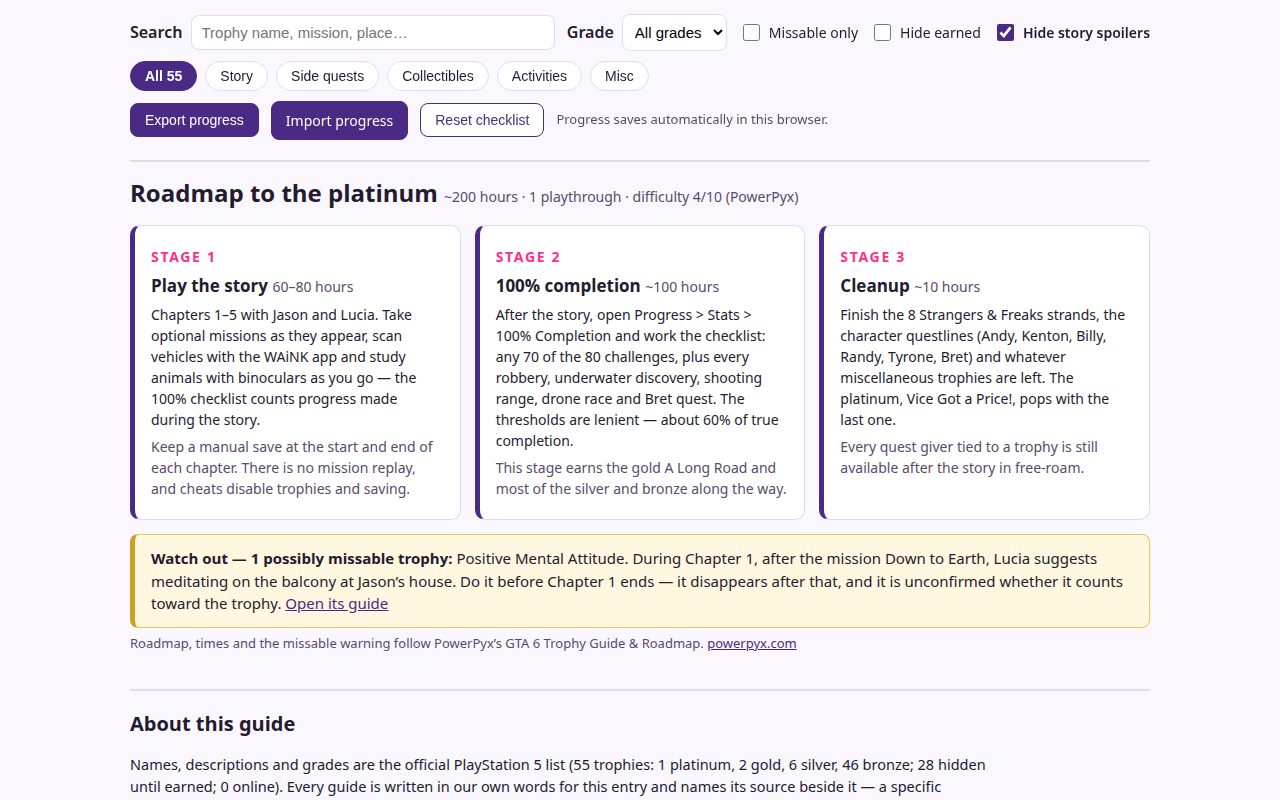 Search Trophy name, mission, place… Grade All grades Missable only Hide earned Hide story spoilers
All 55 Story Side quests Collectibles Activities Misc
Export progress Import progress Reset checklist Progress saves automatically in this browser.
Roadmap to the platinum ~200 hours · 1 playthrough · difficulty 4/10 (PowerPyx)
STAGE 1
Play the story 60–80 hours
Chapters 1–5 with Jason and Lucia. Take
optional missions as they appear, scan
vehicles with the WAiNK app and study
animals with binoculars as you go — the
100% checklist counts progress made
during the story.
Keep a manual save at the start and end of
each chapter. There is no mission replay,
and cheats disable trophies and saving.
STAGE 2
100% completion ~100 hours
After the story, open Progress > Stats >
100% Completion and work the checklist:
any 70 of the 80 challenges, plus every
robbery, underwater discovery, shooting
range, drone race and Bret quest. The
thresholds are lenient — about 60% of true
completion.
This stage earns the gold A Long Road and
most of the silver and bronze along the way.
STAGE 3
Cleanup ~10 hours
Finish the 8 Strangers & Freaks strands, the
character questlines (Andy, Kenton, Billy,
Randy, Tyrone, Bret) and whatever
miscellaneous trophies are left. The
platinum, Vice Got a Price!, pops with the
last one.
Every quest giver tied to a trophy is still
available after the story in free-roam.
Watch out — 1 possibly missable trophy: Positive Mental Attitude. During Chapter 1, after the mission Down to Earth, Lucia suggests
meditating on the balcony at Jason’s house. Do it before Chapter 1 ends — it disappears after that, and it is unconfirmed whether it counts
toward the trophy. Open its guide
Roadmap, times and the missable warning follow PowerPyx’s GTA 6 Trophy Guide & Roadmap. powerpyx.com
About this guide
Names, descriptions and grades are the official PlayStation 5 list (55 trophies: 1 platinum, 2 gold, 6 silver, 46 bronze; 28 hidden
until earned; 0 online). Every guide is written in our own words for this entry and names its source beside it — a specific